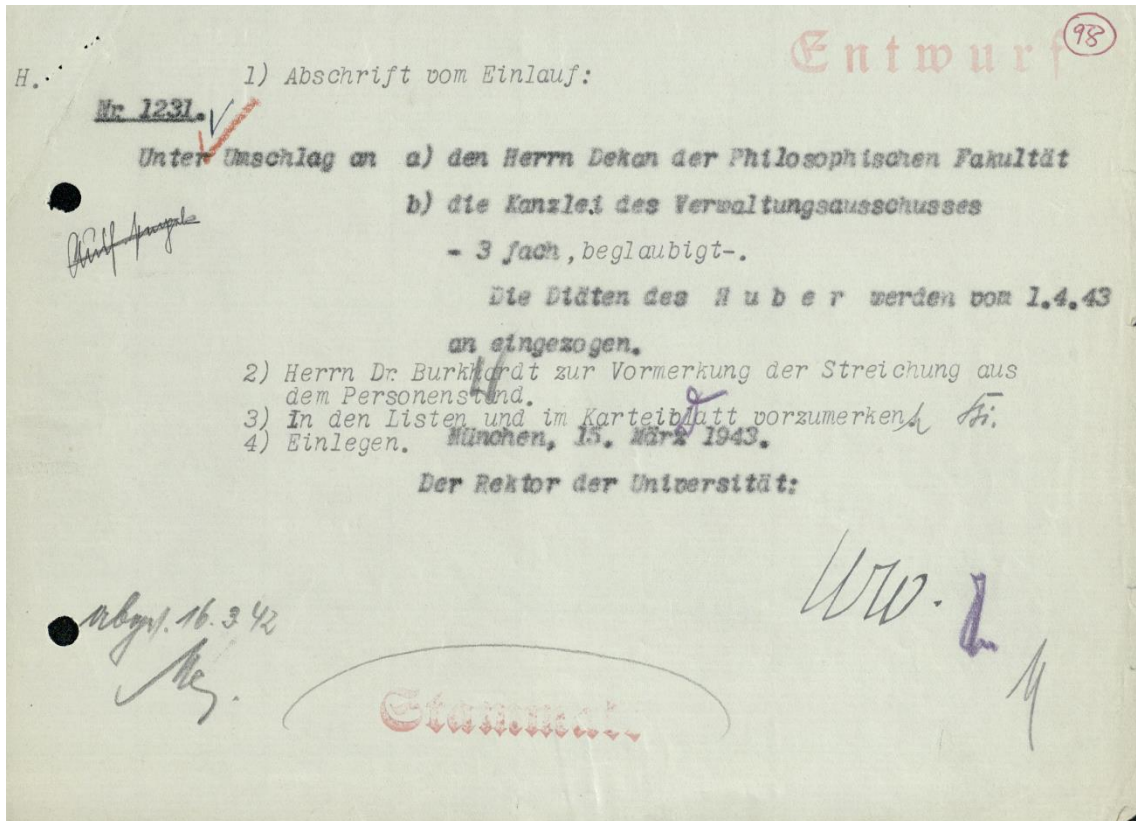 Entwurf
98
H.
1) Abschrift vom Einlauf:
Nr 1231.
Unter Umschlag an a) den Herrn Dekan der Philosophischen Fakultät
b) die Kanzlei des Verwaltungsausschusses
- 3 fach, beglaubigt-.
Die Diäten des H u b e r werden vom 1.4.43
an eingezogen.
2) Herrn Dr. Burkhardt zur Vormerkung der Streichung aus
dem Personenstand.
3) In den Listen und im Karteiblatt vorzumerken
4) Einlegen.
München, 15. März 1943.
Der Rektor der Universität:
16.3.42